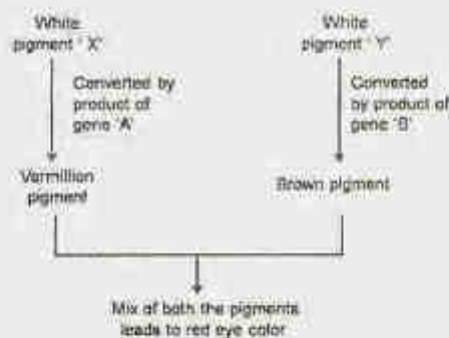 White
pigment ' X'
White
pigment ' Y'
Converted by
product of
gene 'A'
Converted
by product of
gene 'B'
Vermillion
pigment
Brown pigment
Mix of both the pigments
leads to red eye color